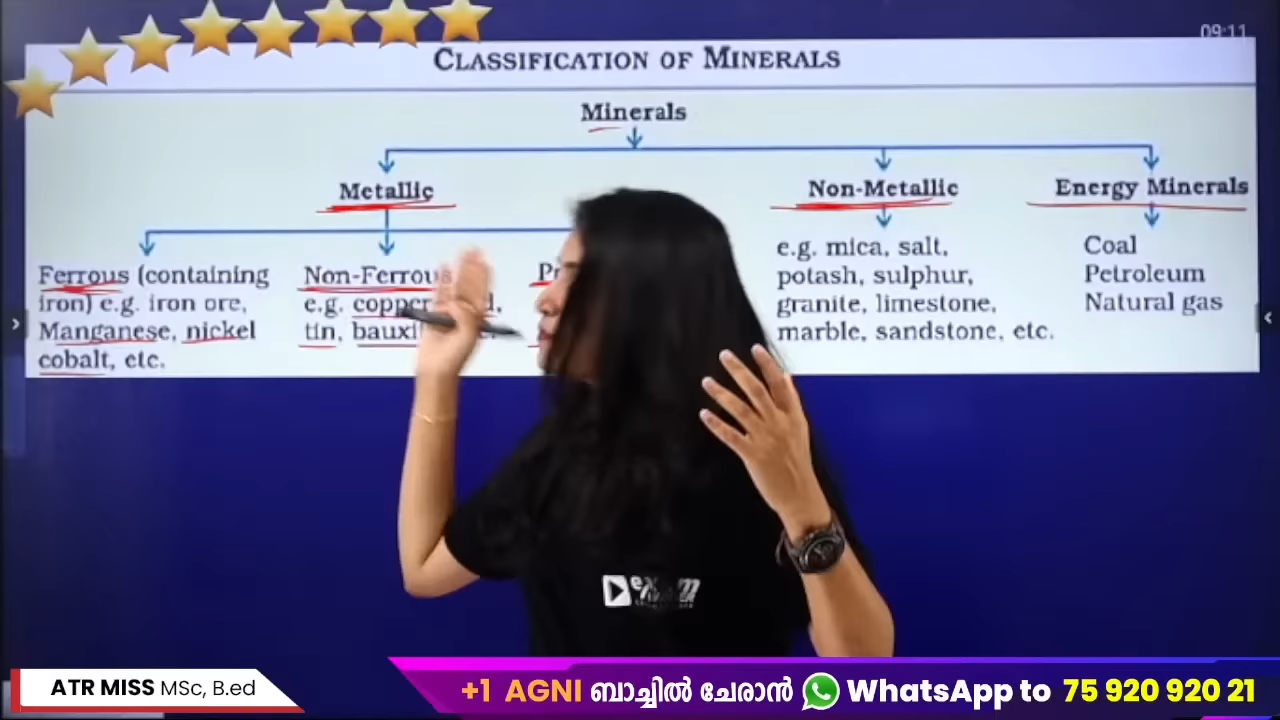 09:11
CLASSIFICATION OF MINERALS
Minerals
Metallic
Non-Metallic
Energy Minerals
Ferrous (containing
iron) e.g. iron ore,
Manganese, nickel
cobalt, etc.
Non-Ferrous
e.g. copper
tin,
e.g. mica, salt,
potash, sulphur,
granite, limestone,
marble, sandstone, etc.
Coal
Petroleum
Natural gas
ATR MISS MSc, B.ed
+1 AGNI ബാച്ചിൽ ചേരാൻ WhatsApp to 75 920 920 21